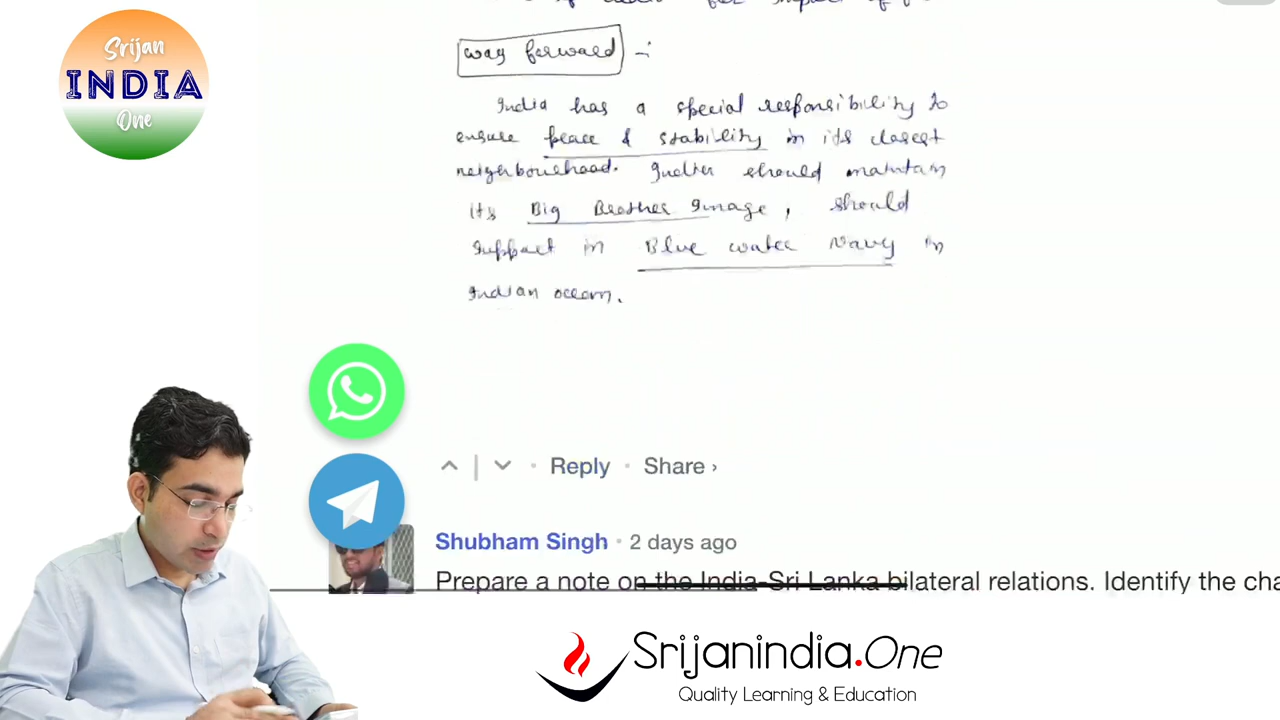 Srijan
INDIA
One
way forward -:
India has a special responsibility to
ensure peace & stability in its closest
neighbourhood. India should maintain
its Big Brother Image, should
support in Blue water Navy in
Indian ocean.
Reply · Share ›
Shubham Singh · 2 days ago
Prepare a note on the India-Sri Lanka bilateral relations. Identify the cha
Srijanindia.One
Quality Learning & Education